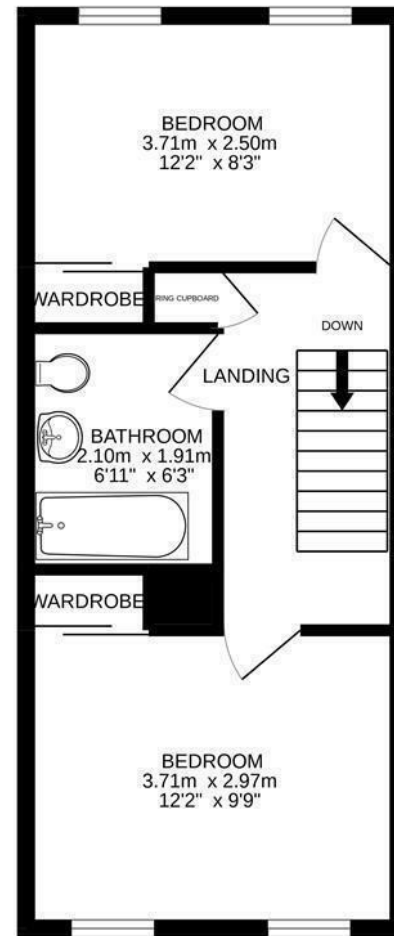 BEDROOM
3.71m x 2.50m
12'2" x 8'3"
WARDROBE
RING CUPBOARD
DOWN
LANDING
BATHROOM
2.10m x 1.91m
6'11" x 6'3"
WARDROBE
BEDROOM
3.71m x 2.97m
12'2" x 9'9"